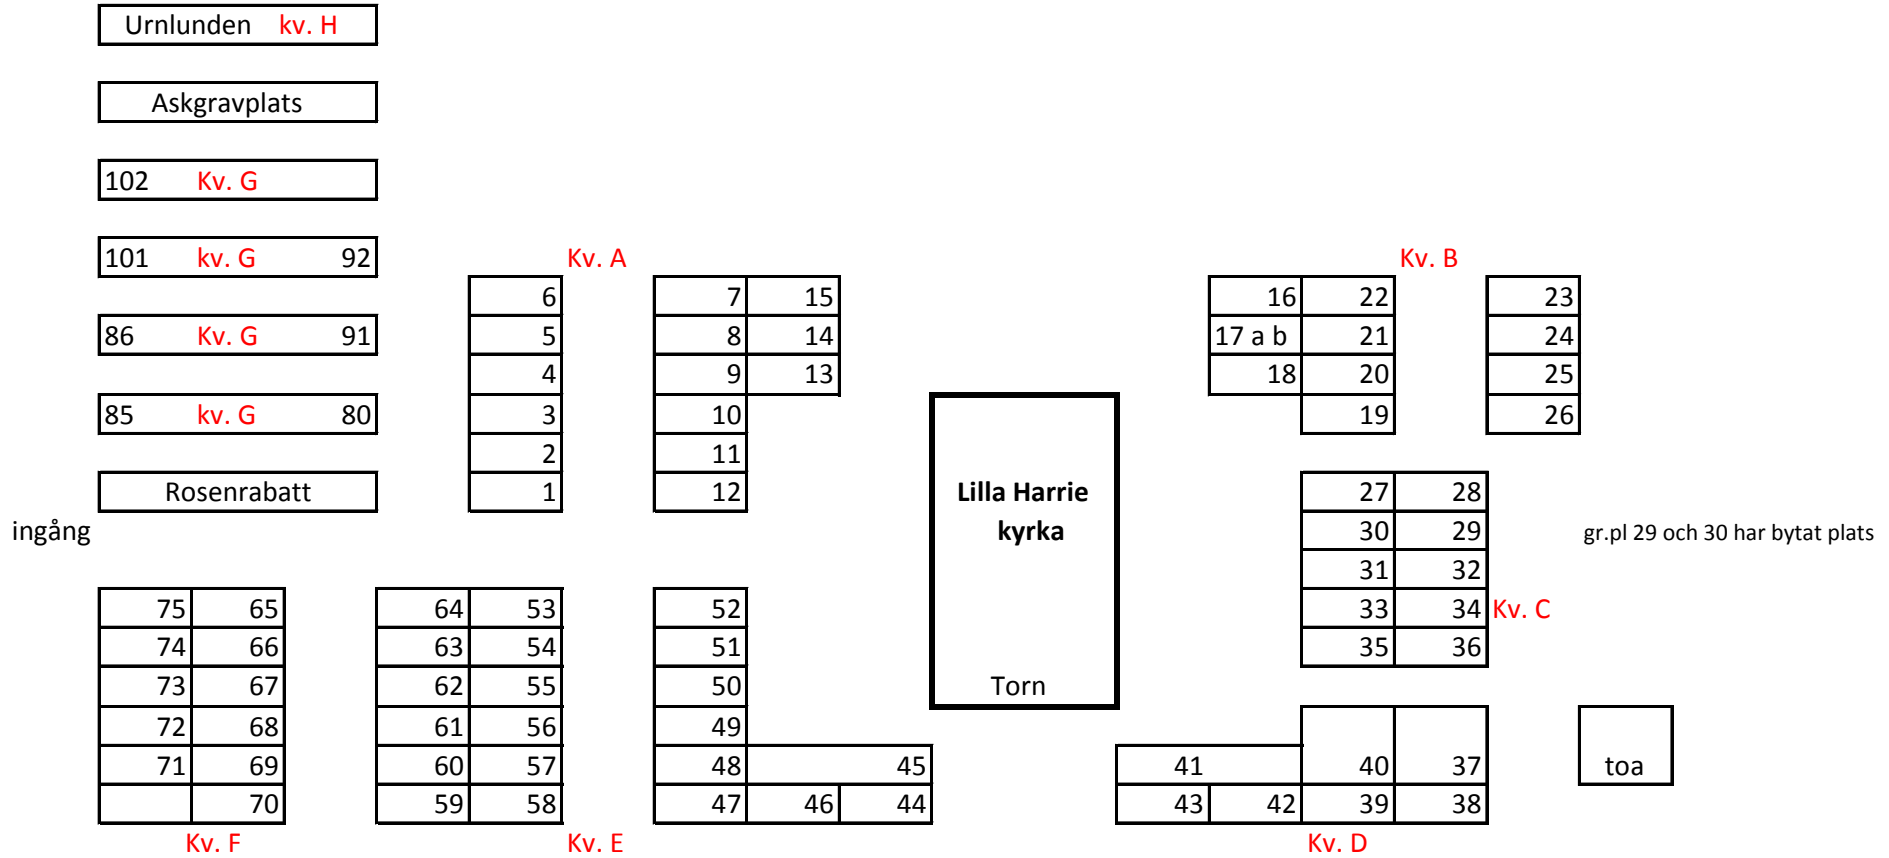 Urnlunden kv. H
Askgravplats
102 Kv. G
101 kv. G 92 Kv. A Kv. B
6 7 15 16 22 23
86 Kv. G 91 5 8 14 17 a b 21 24
4 9 13 18 20 25
85 kv. G 80 3 10 19 26
2 11
Rosenrabatt 1 12 Lilla Harrie 27 28
ingång kyrka 30 29 gr.pl 29 och 30 har bytat plats
31 32
75 65 64 53 52 33 34 Kv. C
74 66 63 54 51 35 36
73 67 62 55 50 Torn
72 68 61 56 49
71 69 60 57 48 45 41 40 37 toa
70 59 58 47 46 44 43 42 39 38
Kv. F Kv. E Kv. D